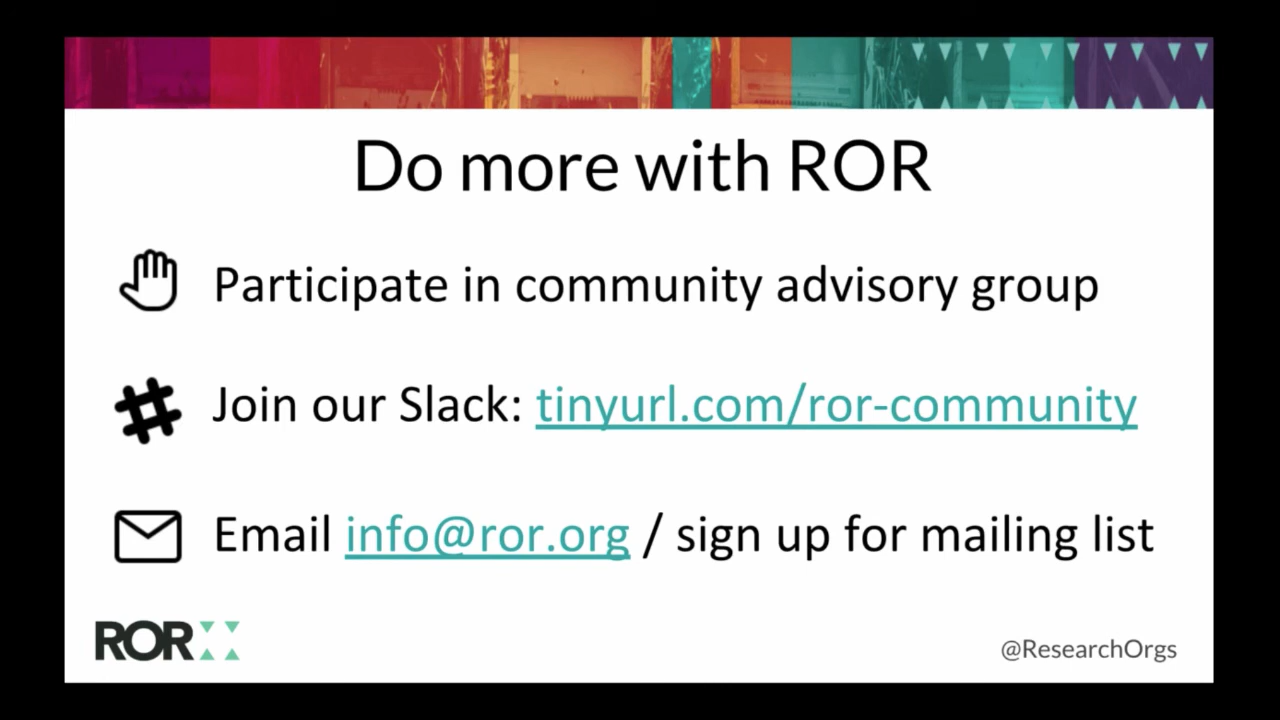 Do more with ROR
Participate in community advisory group
Join our Slack: tinyurl.com/ror-community
Email info@ror.org / sign up for mailing list
ROR
@ResearchOrgs